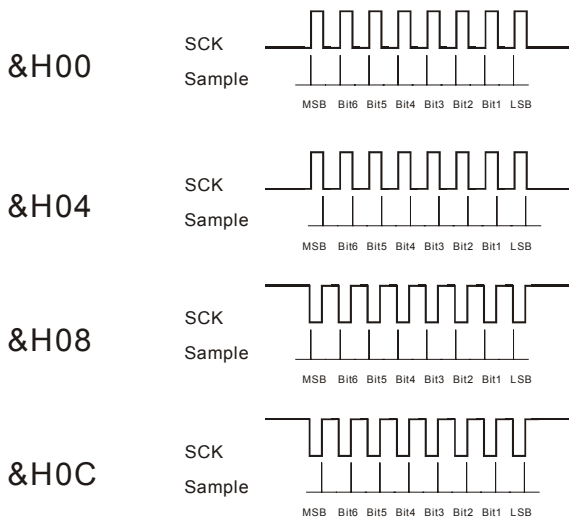 SCK
&H00
Sample
MSB Bit6 Bit5 Bit4 Bit3 Bit2 Bit1 LSB
SCK
&H04
Sample
MSB Bit6 Bit5 Bit4 Bit3 Bit2 Bit1 LSB
SCK
&H08
Sample
MSB Bit6 Bit5 Bit4 Bit3 Bit2 Bit1 LSB
SCK
&H0C
Sample
MSB Bit6 Bit5 Bit4 Bit3 Bit2 Bit1 LSB